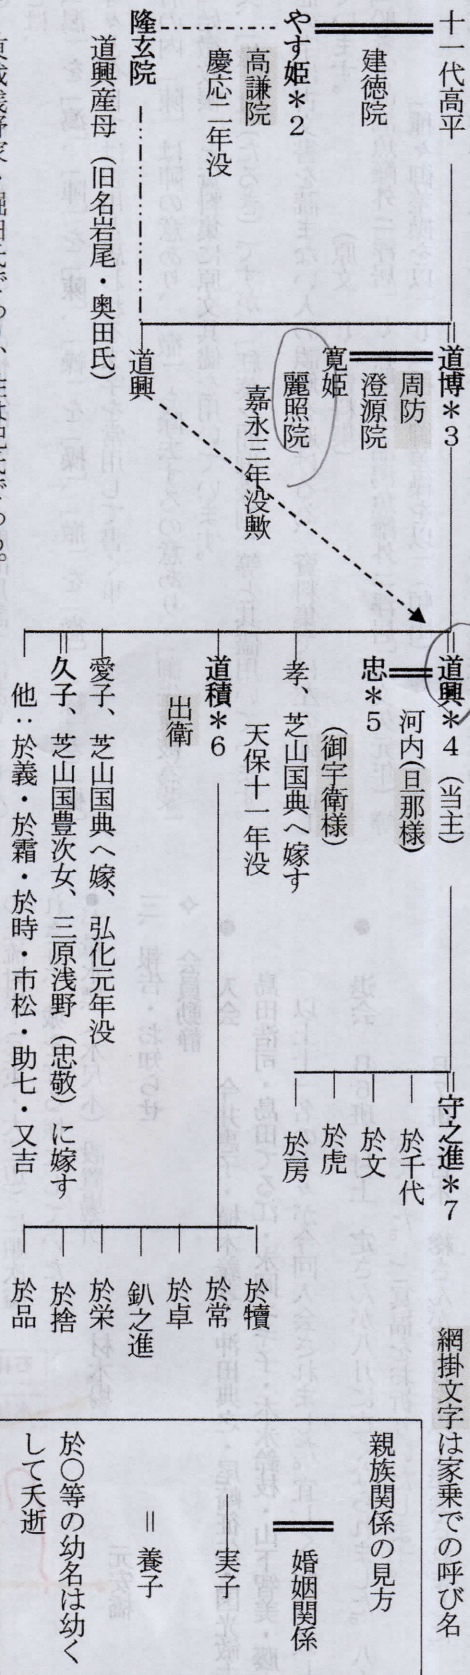 十一代高平
建徳院
やす姫*2
高謙院
慶応二年没
隆玄院
道興産母（旧名岩尾・奥田氏）
道博*3
周防
澄源院
寛姫
麗照院
嘉永三年没歟
道興
道興*4（当主）
河内(旦那様)
忠*5
(御宇衛様)
孝、芝山国典へ嫁す
天保十一年没
道積*6
出衛
愛子、芝山国典へ嫁、弘化元年没
久子、芝山国豊次女、三原浅野（忠敬）に嫁す
他：於義・於霜・於時・市松・助七・又吉
守之進*7
於千代
於文
於虎
於房
於犢
於常
於卓
釟之進
於栄
於捨
於品
網掛文字は家乗での呼び名
親族関係の見方
婚姻関係
実子
養子
於〇等の幼名は幼く
して夭逝